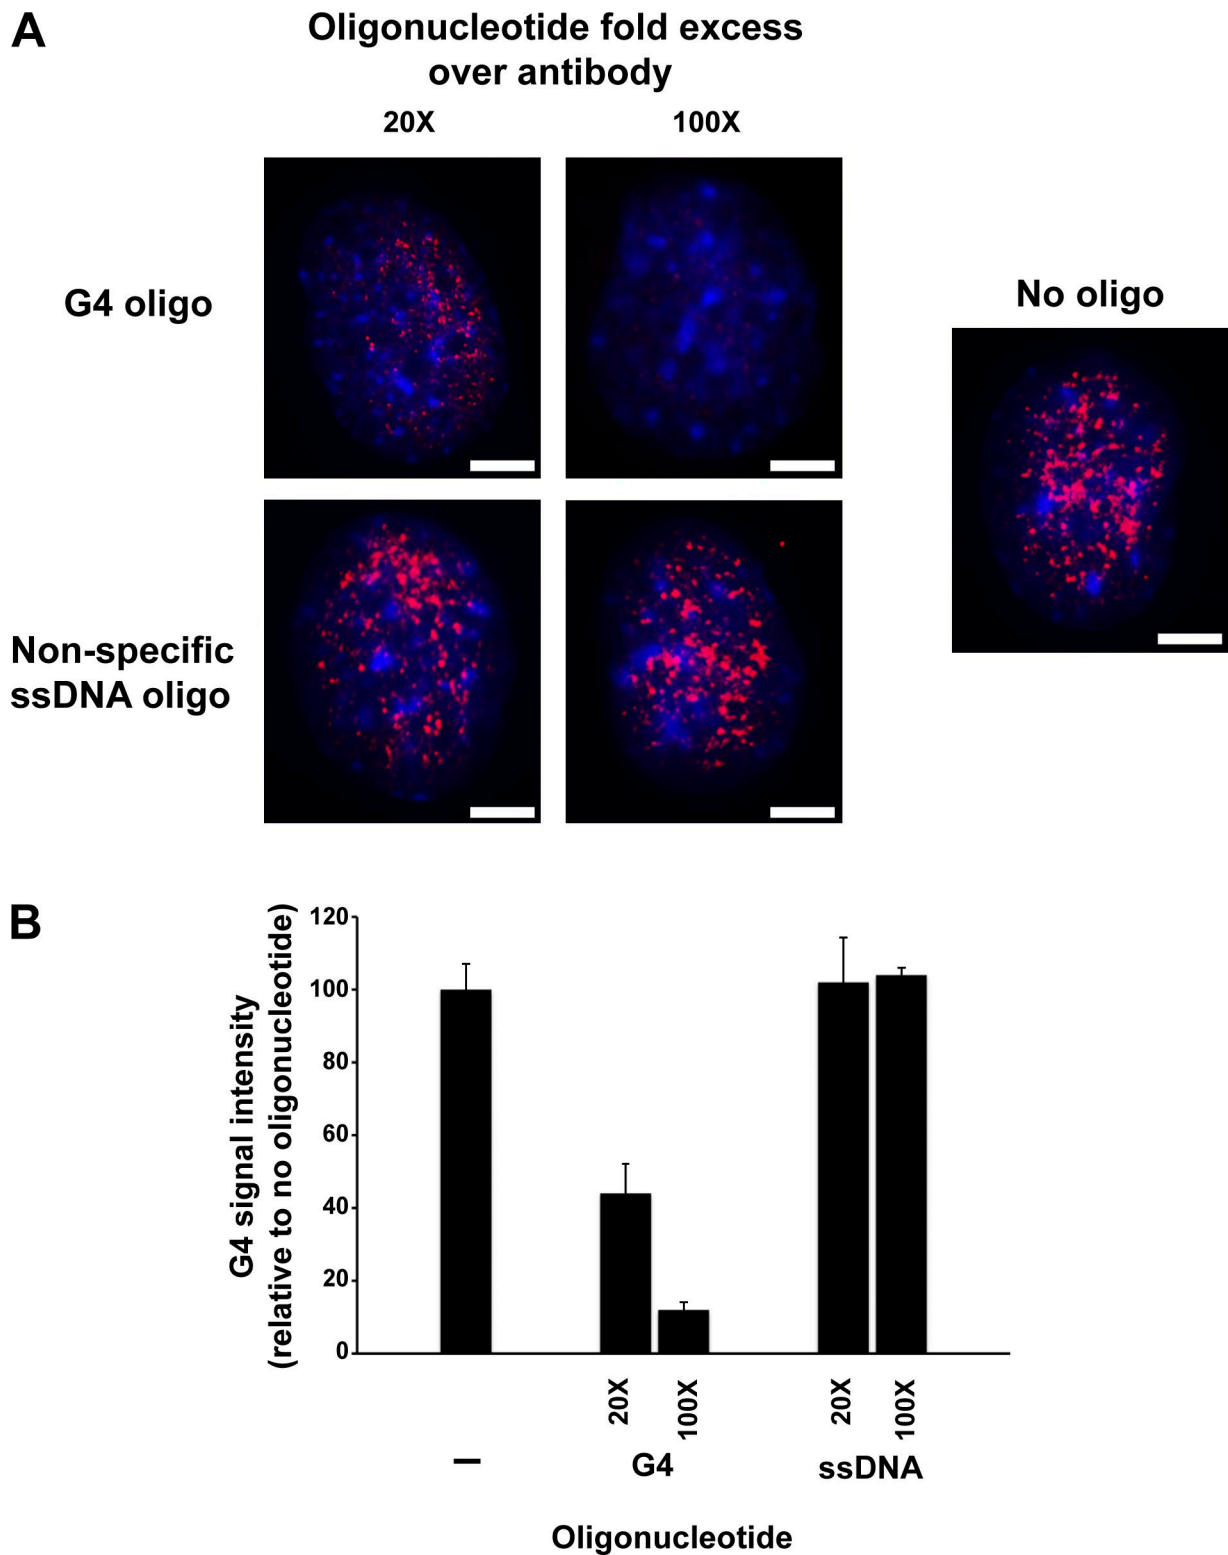 A
Oligonucleotide fold excess
over antibody
20X
100X
G4 oligo
No oligo
Non-specific
ssDNA oligo
B
G4 signal intensity
(relative to no oligonucleotide)
120
100
80
60
40
20
0
20X
100X
20X
100X
–
G4
ssDNA
Oligonucleotide